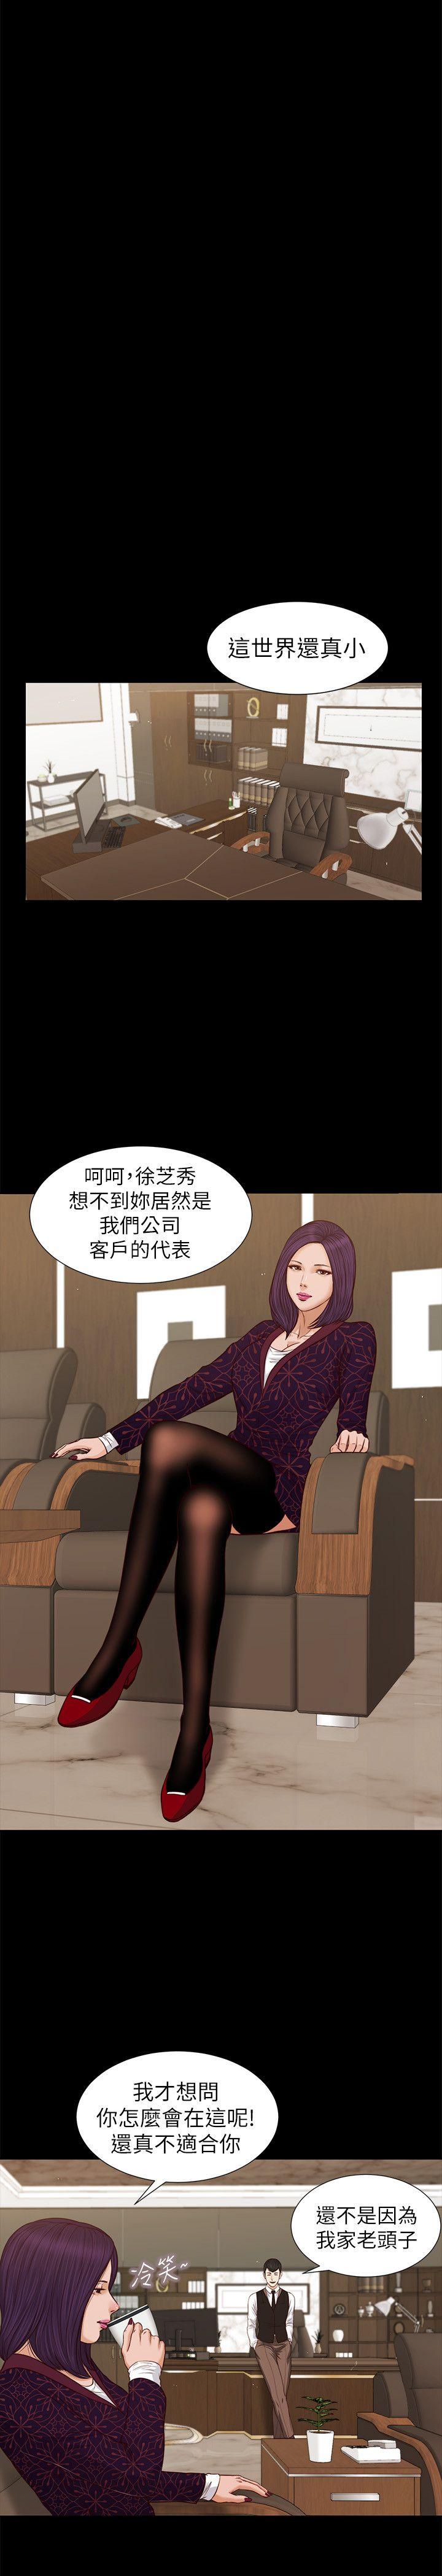 這世界還真小
呵呵，徐芝秀
想不到妳居然是
我們公司
客戶的代表
我才想問
你怎麼會在這呢!
還真不適合你
還不是因為
我家老頭子
冷笑~